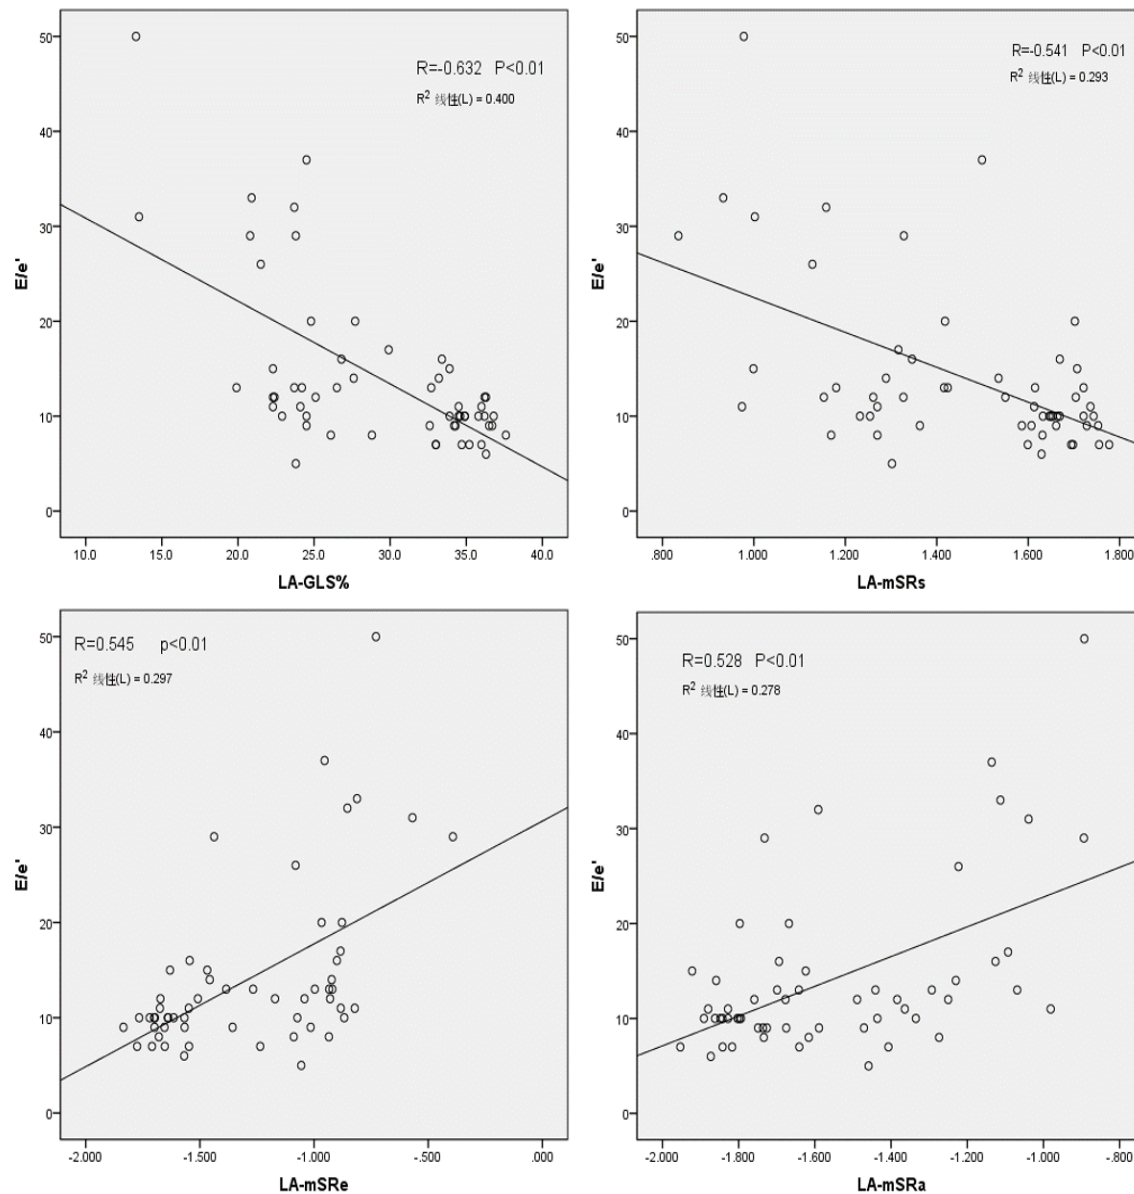 R=-0.632 P<0.01
R² 线性(L) = 0.400
50
40
30
20
10
0
E/e'
10.0 15.0 20.0 25.0 30.0 35.0 40.0
LA-GLS%
R=-0.541 P<0.01
R² 线性(L) = 0.293
50
40
30
20
10
0
E/e'
.800 1.000 1.200 1.400 1.600 1.800
LA-mSRs
R=0.545 p<0.01
R² 线性(L) = 0.297
50
40
30
20
10
0
E/e'
-2.000 -1.500 -1.000 -.500 .000
LA-mSRe
R=0.528 P<0.01
R² 线性(L) = 0.278
50
40
30
20
10
0
E/e'
-2.000 -1.800 -1.600 -1.400 -1.200 -1.000 -.800
LA-mSRa